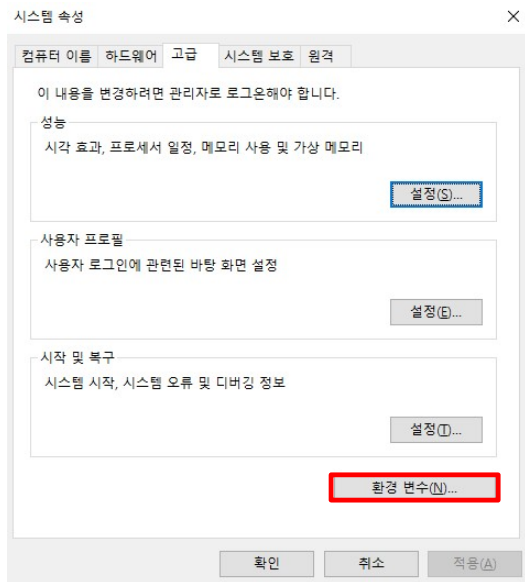 시스템 속성
컴퓨터 이름 하드웨어 고급 시스템 보호 원격
이 내용을 변경하려면 관리자로 로그온해야 합니다.
성능
시각 효과, 프로세서 일정, 메모리 사용 및 가상 메모리
설정(S)...
사용자 프로필
사용자 로그인에 관련된 바탕 화면 설정
설정(E)...
시작 및 복구
시스템 시작, 시스템 오류 및 디버깅 정보
설정(T)...
환경 변수(N)...
확인 취소 적용(A)